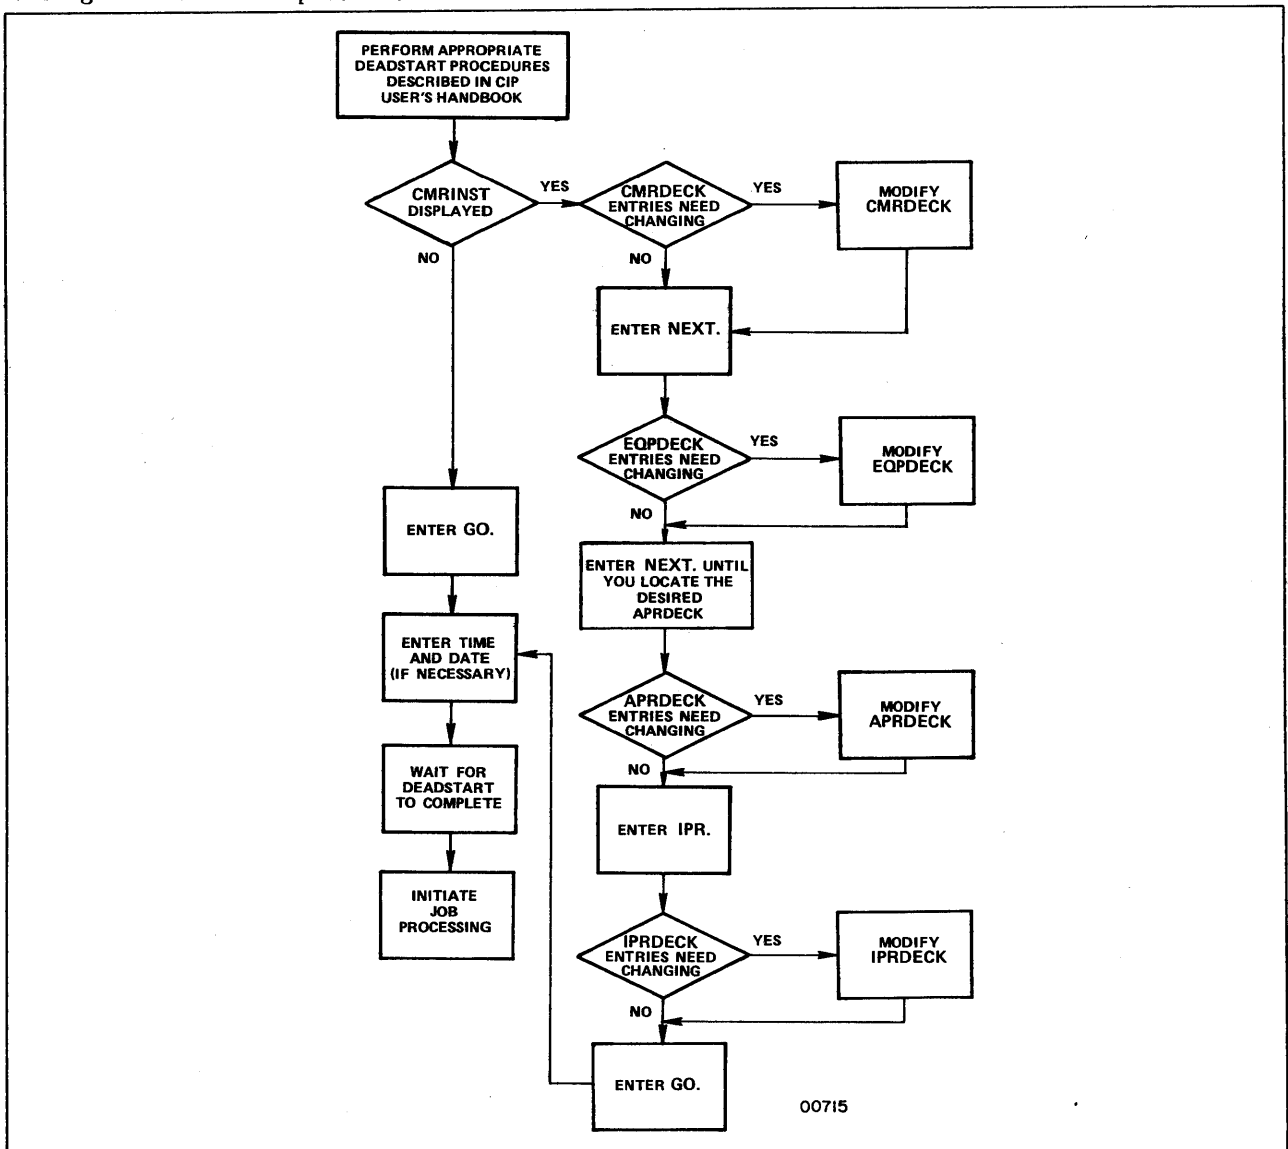 PERFORM APPROPRIATE
DEADSTART PROCEDURES
DESCRIBED IN CIP
USER'S HANDBOOK
CMRINST
DISPLAYED
YES
NO
CMRDECK
ENTRIES NEED
CHANGING
YES
NO
MODIFY
CMRDECK
ENTER NEXT.
EQPDECK
ENTRIES NEED
CHANGING
YES
NO
MODIFY
EQPDECK
ENTER NEXT. UNTIL
YOU LOCATE THE
DESIRED
APRDECK
APRDECK
ENTRIES NEED
CHANGING
YES
NO
MODIFY
APRDECK
ENTER IPR.
IPRDECK
ENTRIES NEED
CHANGING
YES
NO
MODIFY
IPRDECK
ENTER GO.
ENTER GO.
ENTER TIME
AND DATE
(IF NECESSARY)
WAIT FOR
DEADSTART
TO COMPLETE
INITIATE
JOB
PROCESSING
00715